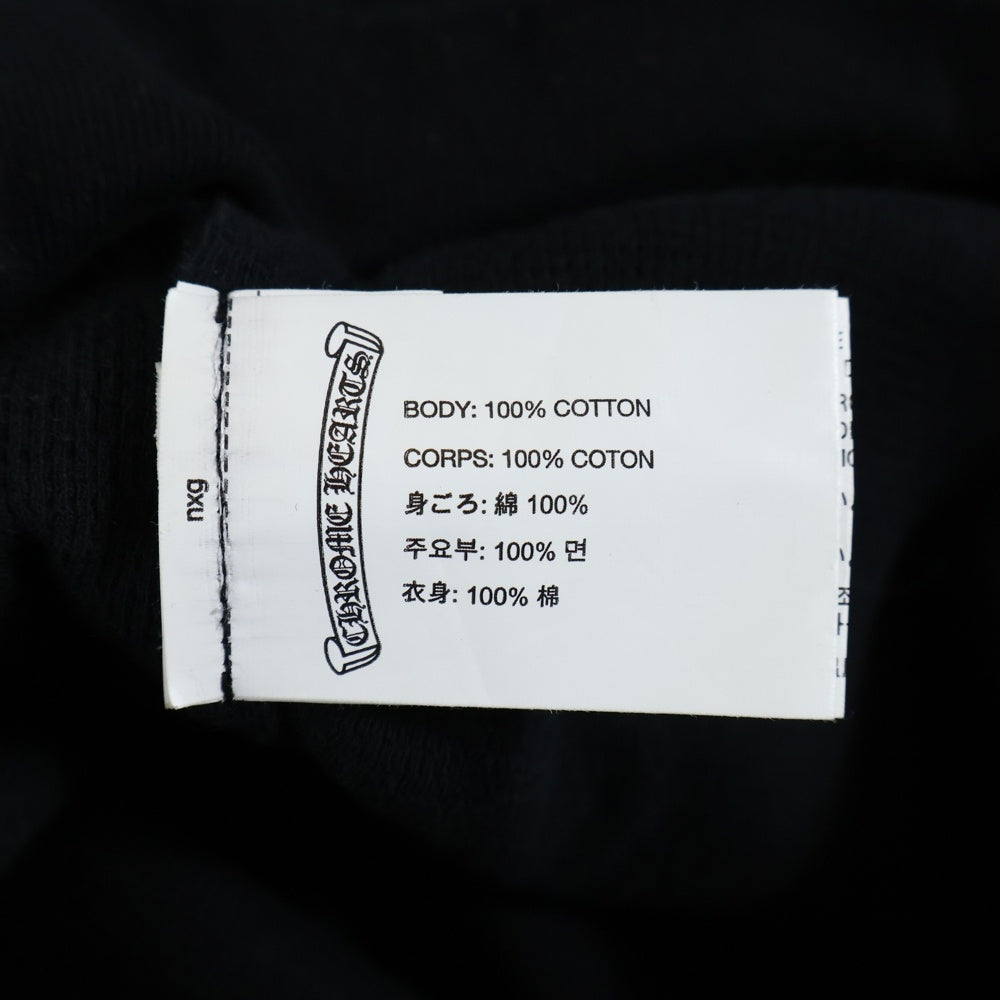 nxg
CHROME HEARTS
BODY: 100% COTTON
CORPS: 100% COTON
身ごろ: 綿 100%
주요부: 100% 면
衣身: 100% 棉